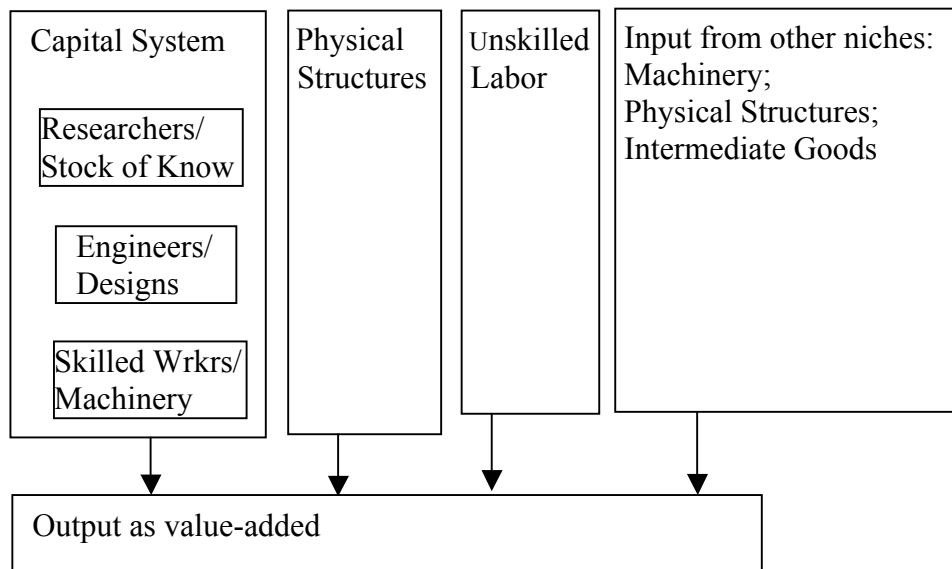 Capital System
Researchers/
Stock of Know
Engineers/
Designs
Skilled Wrkrs/
Machinery
Physical
Structures
Unskilled
Labor
Input from other niches:
Machinery;
Physical Structures;
Intermediate Goods
Output as value-added